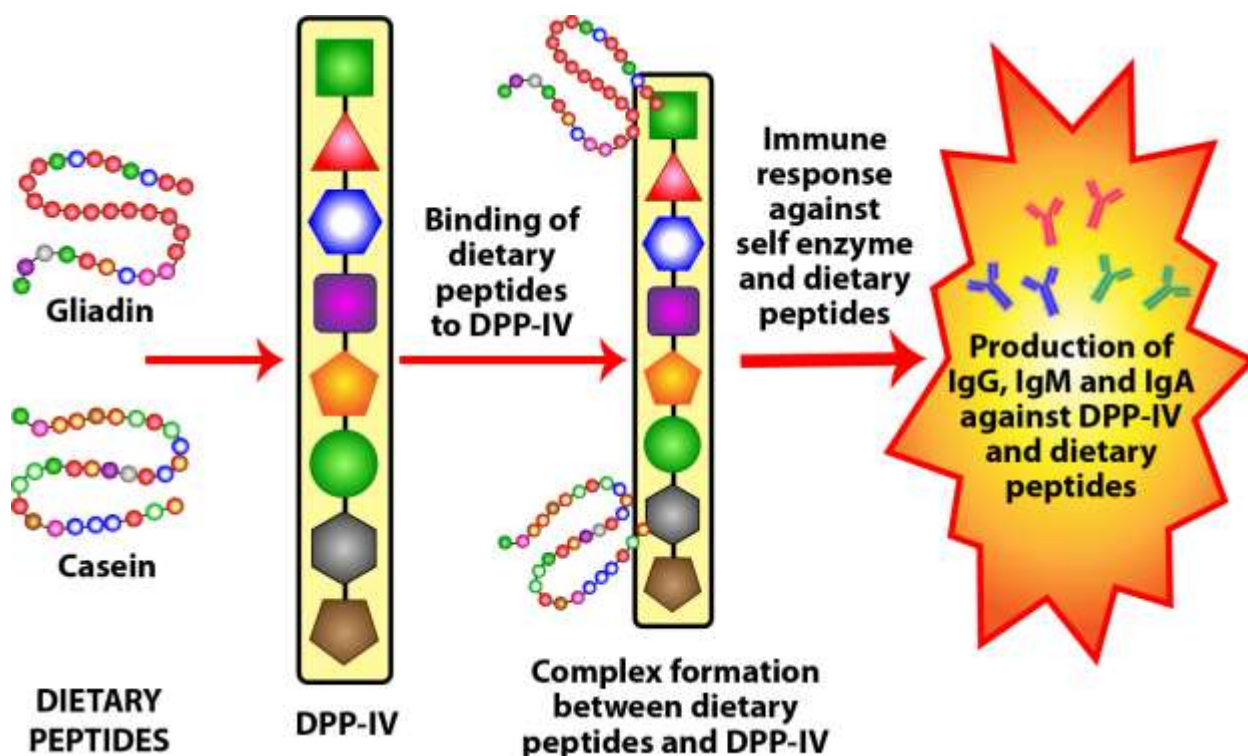 Gliadin
Casein
DIETARY
PEPTIDES
DPP-IV
Binding of
dietary
peptides
to DPP-IV
Complex formation
between dietary
peptides and DPP-IV
Immune
response
against
self enzyme
and dietary
peptides
Production of
IgG, IgM and IgA
against DPP-IV
and dietary
peptides